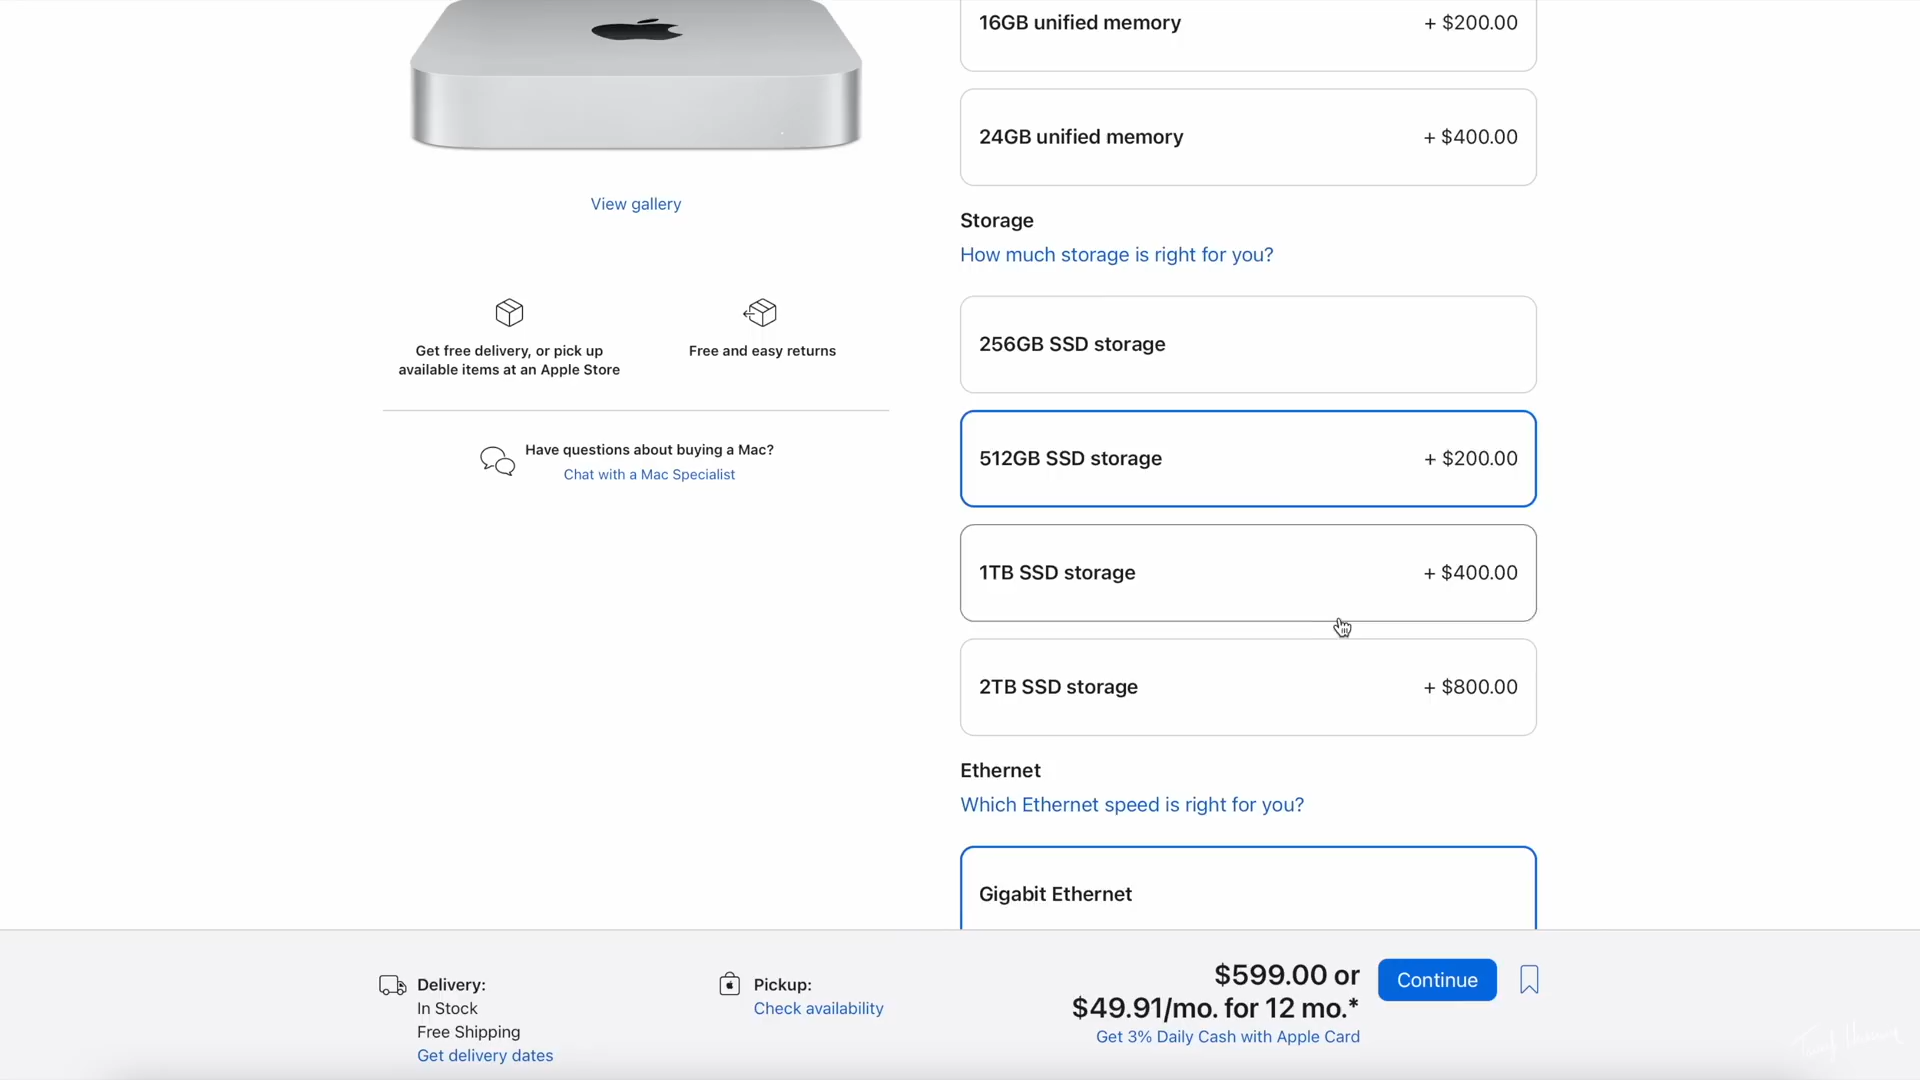 16GB unified memory
+ $200.00
24GB unified memory
+ $400.00
View gallery
Storage
How much storage is right for you?
256GB SSD storage
Get free delivery, or pick up
available items at an Apple Store
Free and easy returns
512GB SSD storage
+ $200.00
Have questions about buying a Mac?
Chat with a Mac Specialist
1TB SSD storage
+ $400.00
2TB SSD storage
+ $800.00
Ethernet
Which Ethernet speed is right for you?
Gigabit Ethernet
Delivery:
In Stock
Free Shipping
Get delivery dates
Pickup:
Check availability
$599.00 or
$49.91/mo. for 12 mo.*
Get 3% Daily Cash with Apple Card
Continue